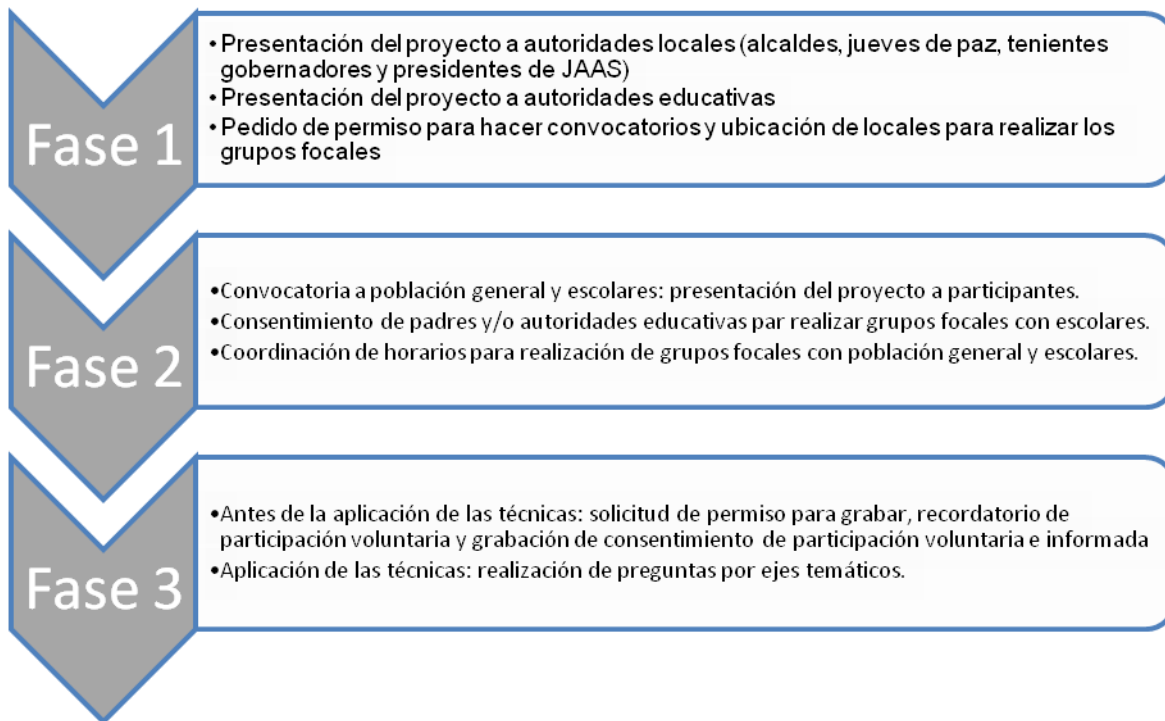 Fase 1
• Presentación del proyecto a autoridades locales (alcaldes, jueves de paz, tenientes
gobernadores y presidentes de JAAS)
• Presentación del proyecto a autoridades educativas
• Pedido de permiso para hacer convocatorios y ubicación de locales para realizar los
grupos focales
Fase 2
•Convocatoria a población general y escolares: presentación del proyecto a participantes.
•Consentimiento de padres y/o autoridades educativas par realizar grupos focales con escolares.
•Coordinación de horarios para realización de grupos focales con población general y escolares.
Fase 3
•Antes de la aplicación de las técnicas: solicitud de permiso para grabar, recordatorio de
participación voluntaria y grabación de consentimiento de participación voluntaria e informada
•Aplicación de las técnicas: realización de preguntas por ejes temáticos.